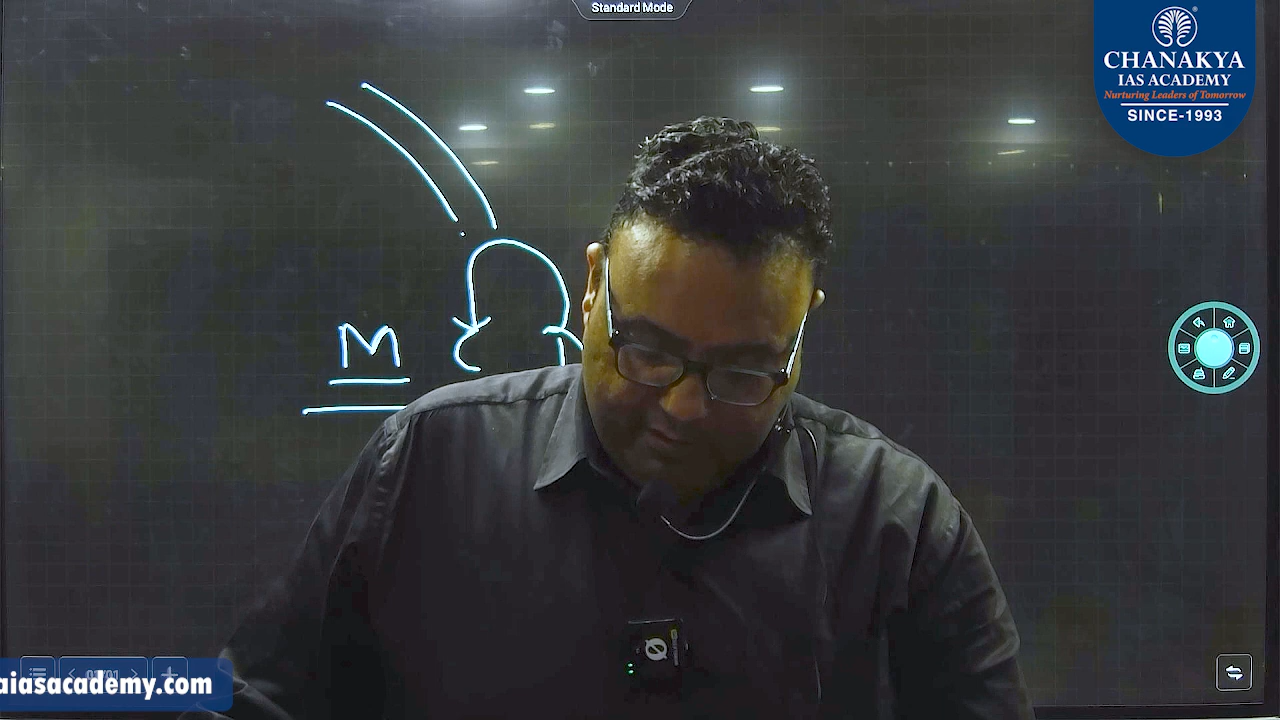 Standard Mode
CHANAKYA
IAS ACADEMY
Nurturing Leaders of Tomorrow
SINCE-1993
M
aiasacademy.com